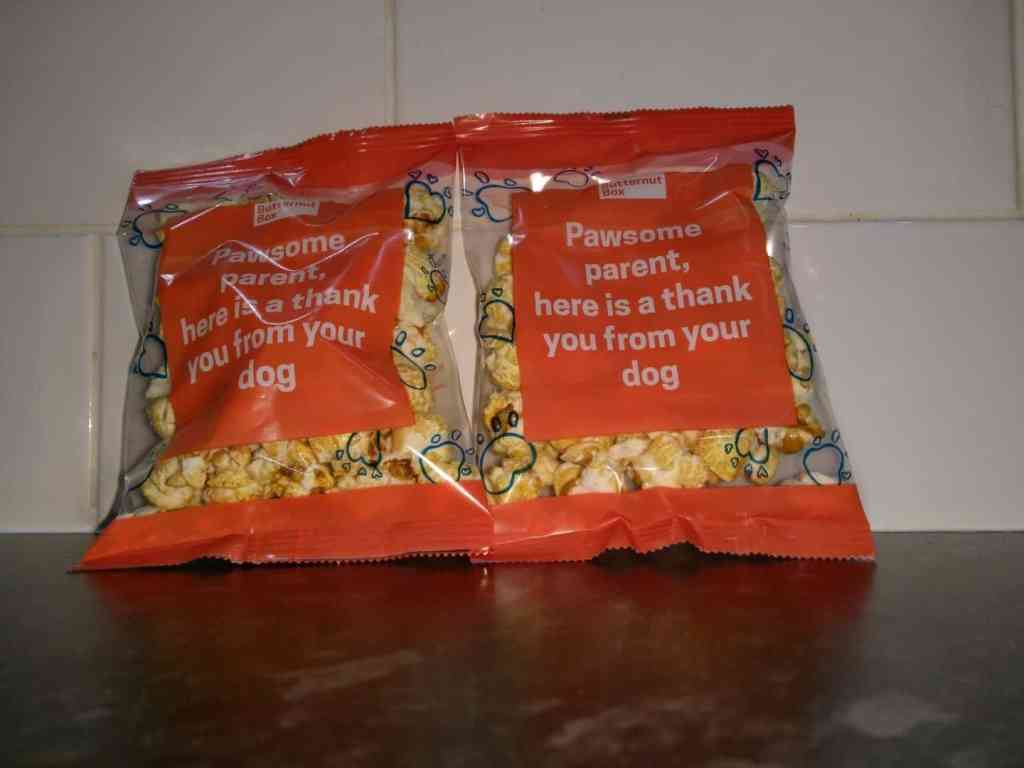 Butternut
Box
Pawsome
parent,
here is a thank
you from your
dog
Butternut
Box
Pawsome
parent,
here is a thank
you from your
dog